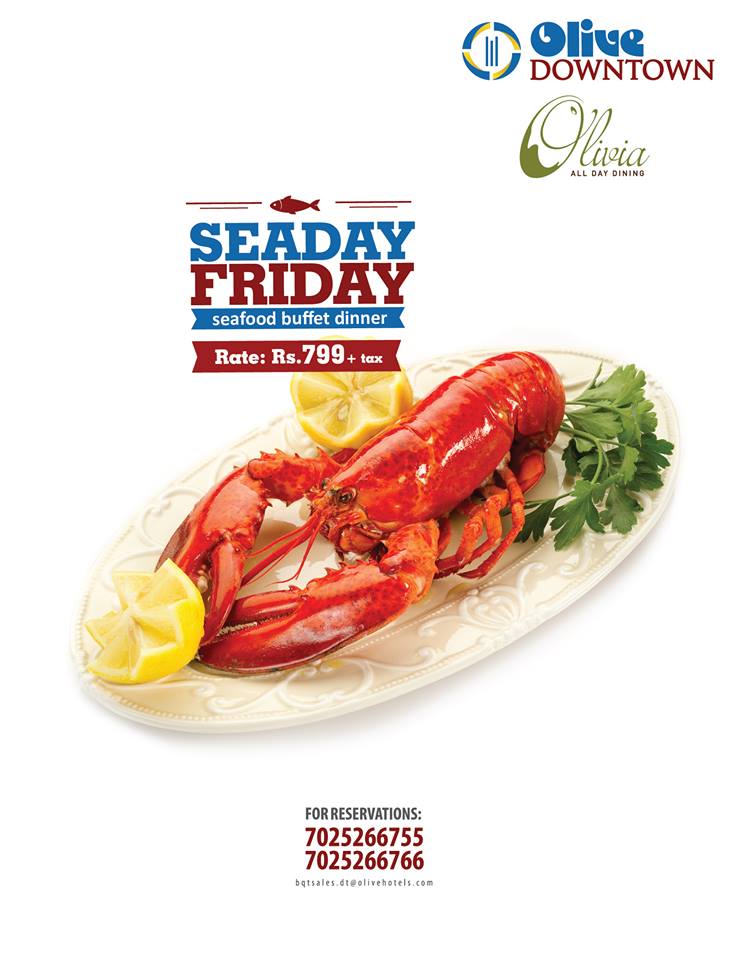 Olive
DOWNTOWN
Olivia
ALL DAY DINING
SEADAY
FRIDAY
seafood buffet dinner
Rate: Rs.799+ tax
FOR RESERVATIONS:
7025266755
7025266766
bqtsales.dt@olivehotels.com